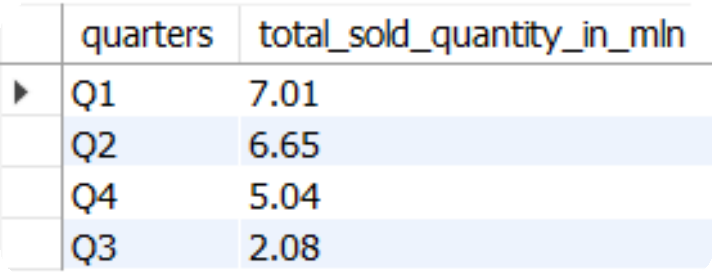 quarters total_sold_quantity_in_mln
Q1 7.01
Q2 6.65
Q4 5.04
Q3 2.08